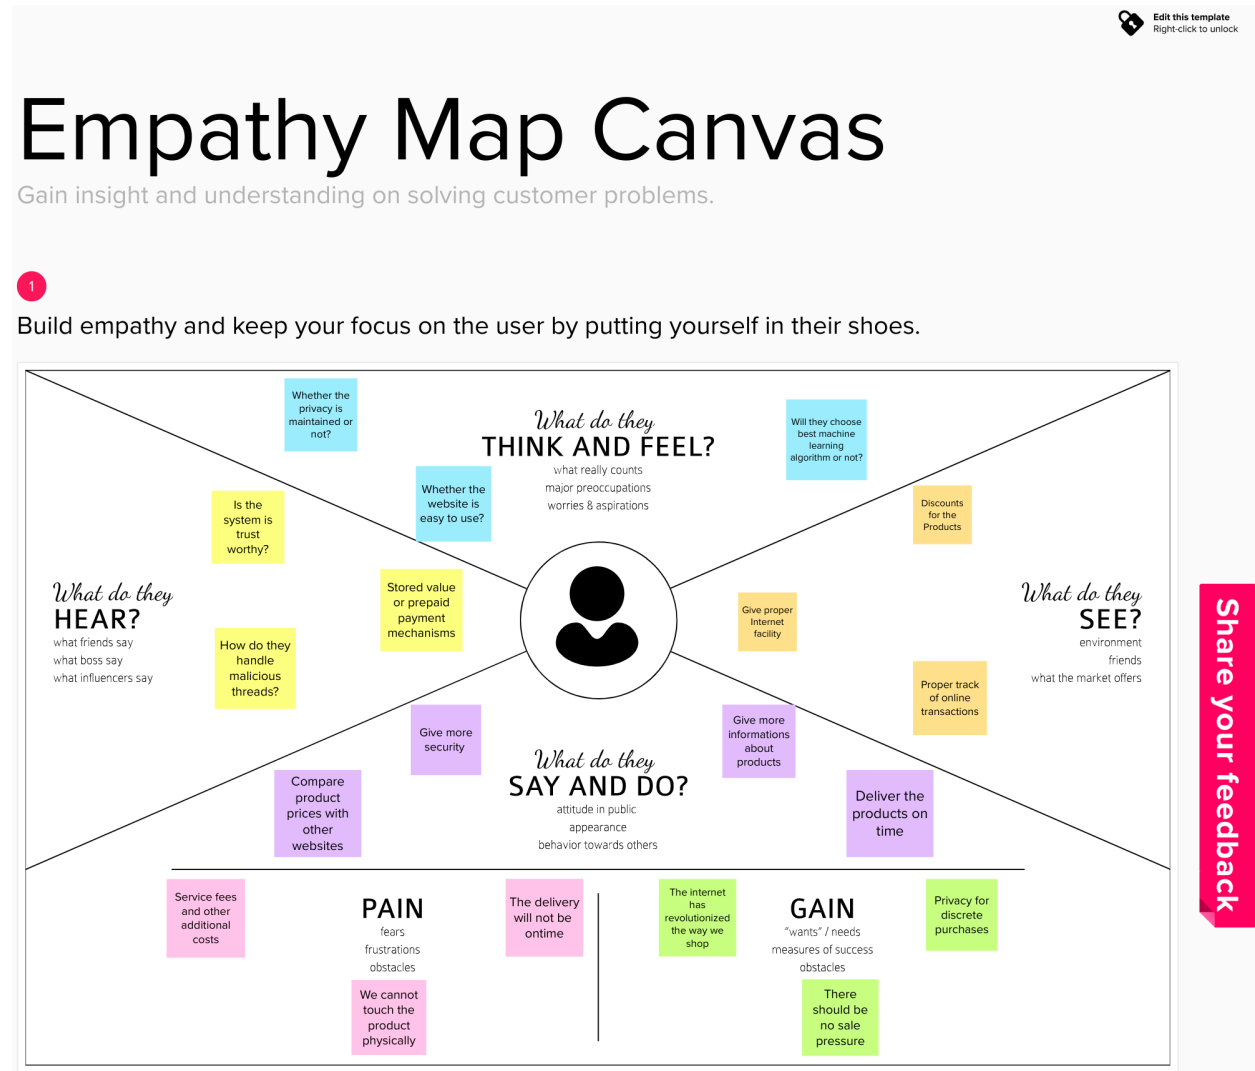 Edit this template
Right-click to unlock
Empathy Map Canvas
Gain insight and understanding on solving customer problems.
1
Build empathy and keep your focus on the user by putting yourself in their shoes.
Whether the
privacy is
maintained or
not?
What do they
THINK AND FEEL?
what really counts
major preoccupations
worries & aspirations
Will they choose
best machine
learning
algorithm or not?
Whether the
website is
easy to use?
Is the
system is
trust
worthy?
Discounts
for the
Products
What do they
HEAR?
what friends say
what boss say
what influencers say
Stored value
or prepaid
payment
mechanisms
How do they
handle
malicious
threads?
Give proper
Internet
facility
What do they
SEE?
environment
friends
what the market offers
Proper track
of online
transactions
Give more
security
Give more
informations
about
products
What do they
SAY AND DO?
attitude in public
appearance
behavior towards others
Compare
product
prices with
other
websites
Deliver the
products on
time
Service fees
and other
additional
costs
PAIN
fears
frustrations
obstacles
The delivery
will not be
ontime
We cannot
touch the
product
physically
The internet
has
revolutionized
the way we
shop
GAIN
"wants" / needs
measures of success
obstacles
Privacy for
discrete
purchases
There
should be
no sale
pressure
Share your feedback